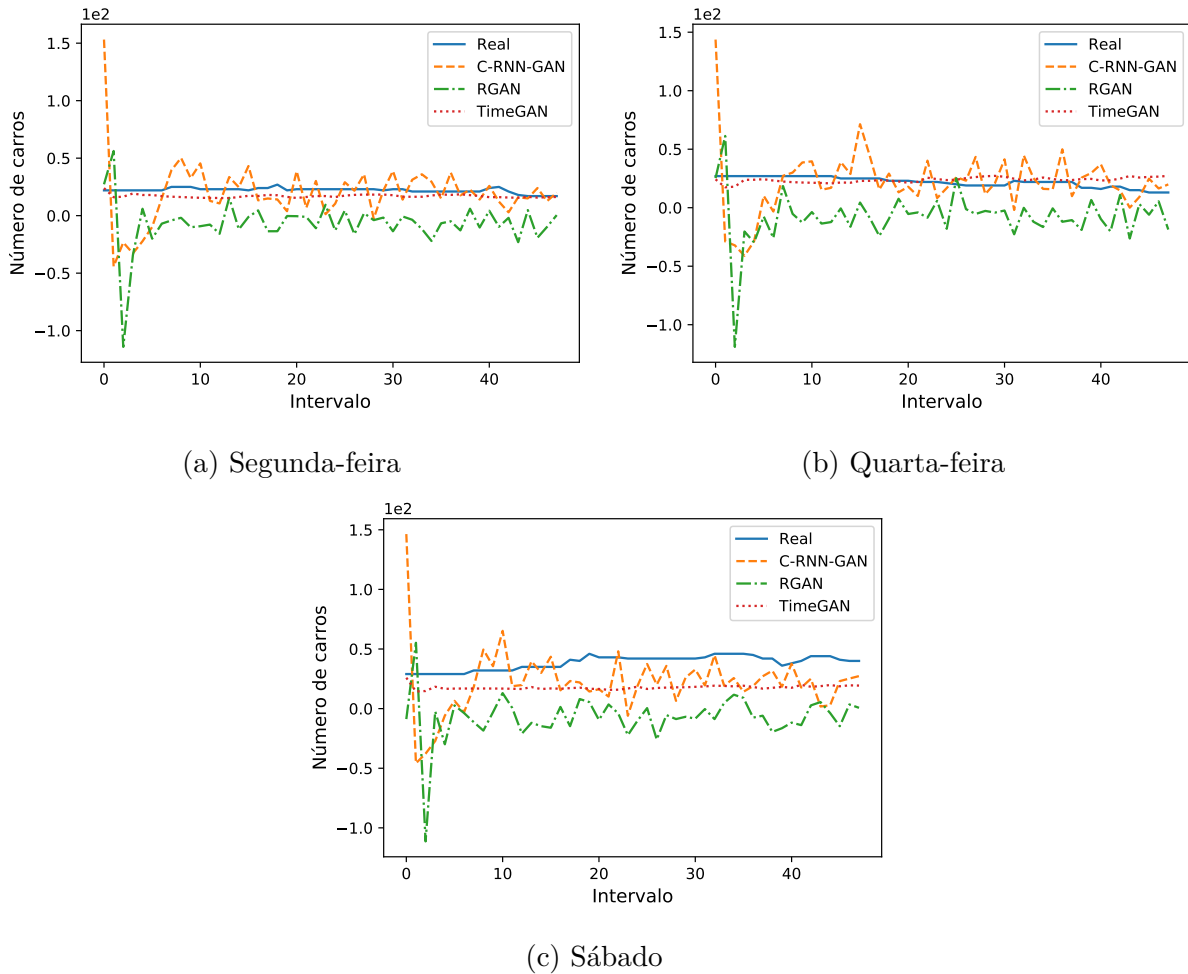 1e2
1.5
1.0
0.5
0.0
−0.5
−1.0
Número de carros
Real
C-RNN-GAN
RGAN
TimeGAN
0 10 20 30 40
Intervalo
(a) Segunda-feira
1e2
1.5
1.0
0.5
0.0
−0.5
−1.0
Número de carros
Real
C-RNN-GAN
RGAN
TimeGAN
0 10 20 30 40
Intervalo
(b) Quarta-feira
1e2
1.5
1.0
0.5
0.0
−0.5
−1.0
Número de carros
Real
C-RNN-GAN
RGAN
TimeGAN
0 10 20 30 40
Intervalo
(c) Sábado